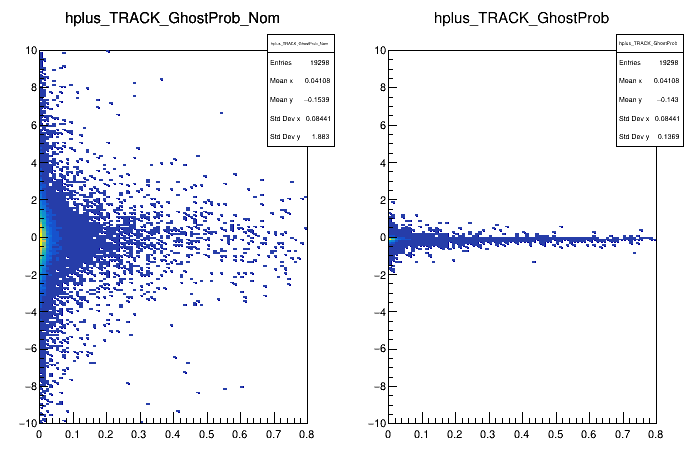 hplus_TRACK_GhostProb_Nom
hplus_TRACK_GhostProb_Nom
Entries 19298
Mean x 0.04108
Mean y −0.1539
Std Dev x 0.08441
Std Dev y 1.883
10
8
6
4
2
0
−2
−4
−6
−8
−10
0 0.1 0.2 0.3 0.4 0.5 0.6 0.7 0.8
hplus_TRACK_GhostProb
hplus_TRACK_GhostProb
Entries 19298
Mean x 0.04108
Mean y −0.143
Std Dev x 0.08441
Std Dev y 0.1369
10
8
6
4
2
0
−2
−4
−6
−8
−10
0 0.1 0.2 0.3 0.4 0.5 0.6 0.7 0.8